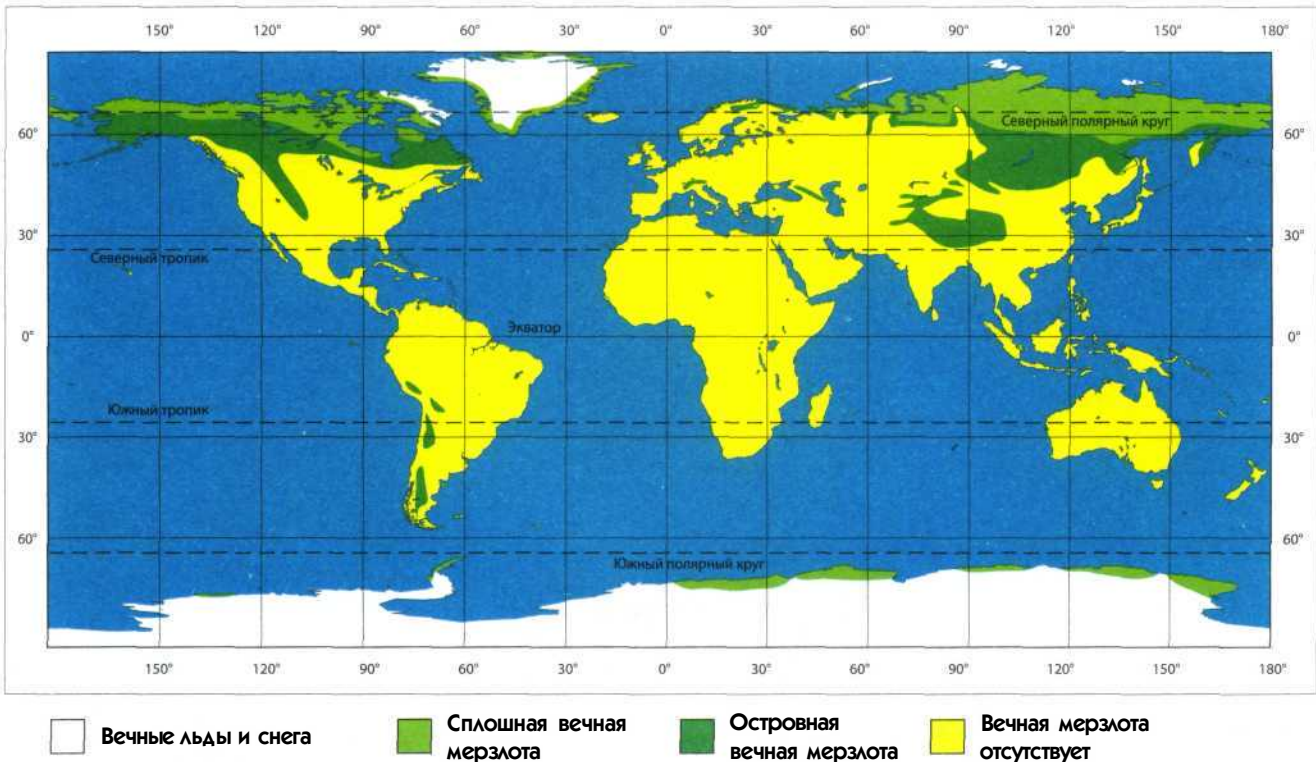 150° 120° 90° 60° 30° 0° 30° 60° 90° 120° 150° 180°
Северный полярный круг
60° 60°
30° 30°
Северный тропик
Экватор
0° 0°
Южный тропик
30° 30°
60° 60°
Южный полярный круг
150° 120° 90° 60° 30° 0° 30° 60° 90° 120° 150° 180°
Вечные льды и снега
Сплошная вечная
мерзлота
Островная
вечная мерзлота
Вечная мерзлота
отсутствует